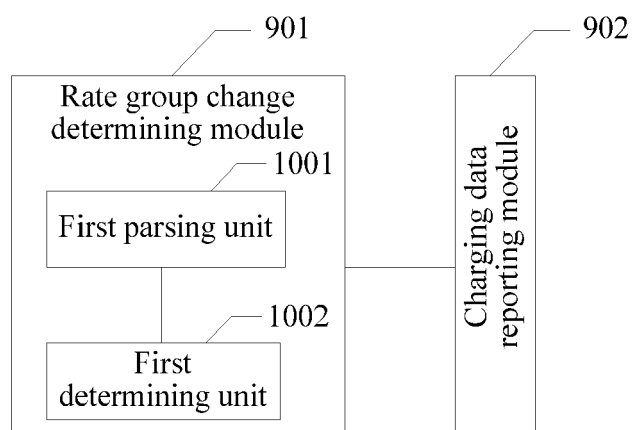 901
902
Rate group change
determining module
1001
First parsing unit
1002
First
determining unit
Charging data
reporting module